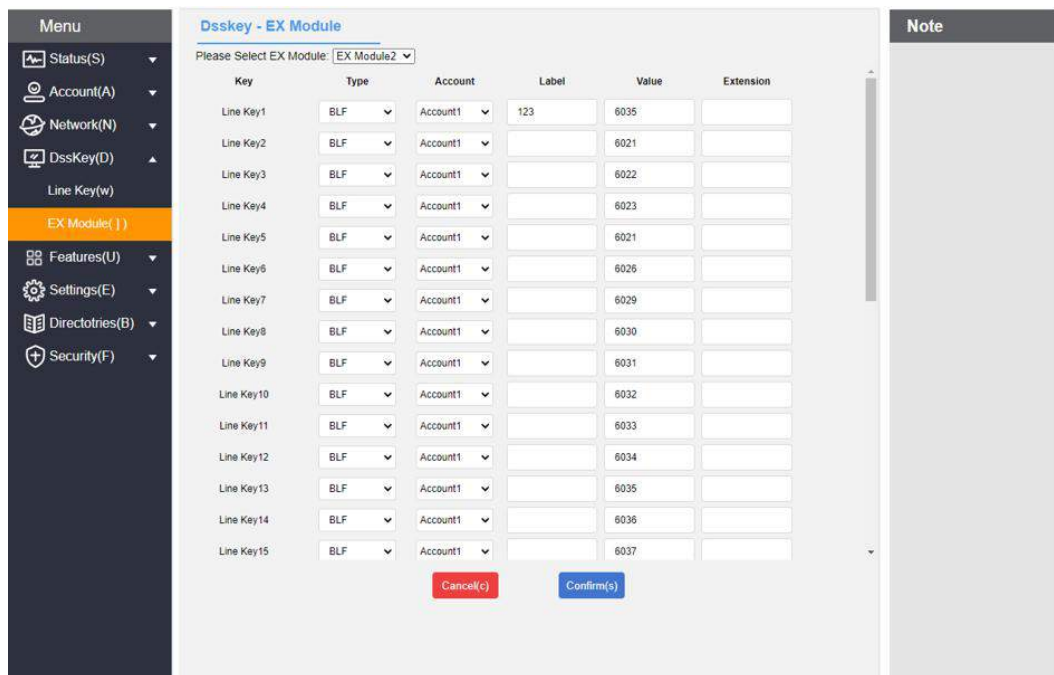 Menu
Status(S)
Account(A)
Network(N)
DssKey(D)
Line Key(w)
EX Module( ] )
Features(U)
Settings(E)
Directotries(B)
Security(F)
Dsskey - EX Module
Please Select EX Module: EX Module2
Key Type Account Label Value Extension
Line Key1 BLF Account1 123 6035
Line Key2 BLF Account1 6021
Line Key3 BLF Account1 6022
Line Key4 BLF Account1 6023
Line Key5 BLF Account1 6021
Line Key6 BLF Account1 6026
Line Key7 BLF Account1 6029
Line Key8 BLF Account1 6030
Line Key9 BLF Account1 6031
Line Key10 BLF Account1 6032
Line Key11 BLF Account1 6033
Line Key12 BLF Account1 6034
Line Key13 BLF Account1 6035
Line Key14 BLF Account1 6036
Line Key15 BLF Account1 6037
Cancel(c) Confirm(s)
Note